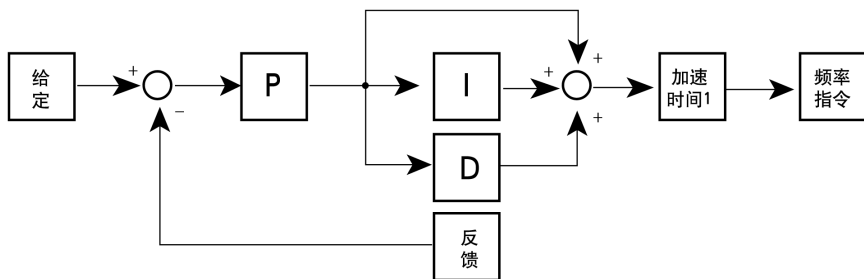 给
定
+
−
P
I
D
+
+
+
加速
时间1
频率
指令
反
馈